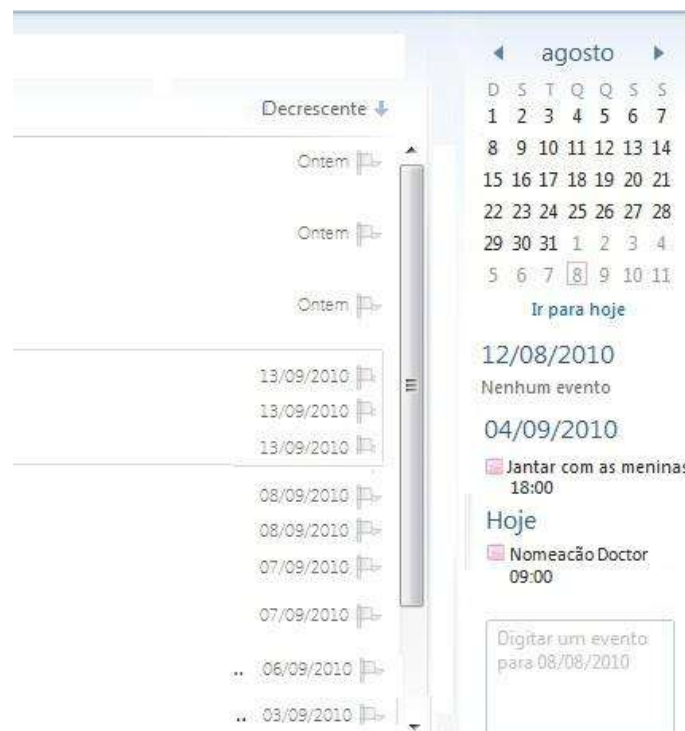 Decrescente
Ontem
Ontem
Ontem
13/09/2010
13/09/2010
13/09/2010
08/09/2010
08/09/2010
07/09/2010
07/09/2010
.. 06/09/2010
.. 03/09/2010
agosto
D S T Q Q S S
1 2 3 4 5 6 7
8 9 10 11 12 13 14
15 16 17 18 19 20 21
22 23 24 25 26 27 28
29 30 31 1 2 3 4
5 6 7 8 9 10 11
Ir para hoje
12/08/2010
Nenhum evento
04/09/2010
Jantar com as meninas
18:00
Hoje
Nomeacão Doctor
09:00
Digitar um evento
para 08/08/2010